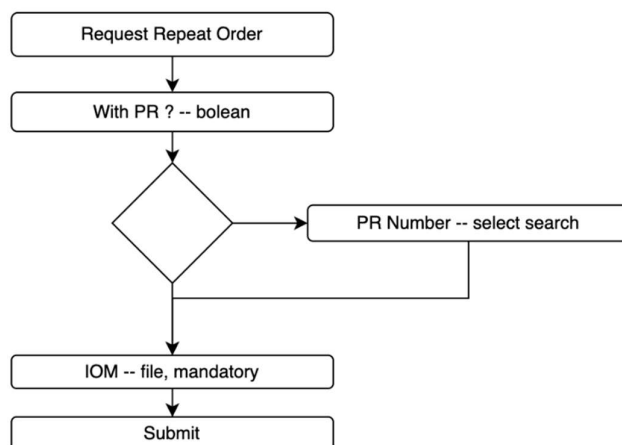 Request Repeat Order
With PR ? -- bolean
PR Number -- select search
IOM -- file, mandatory
Submit